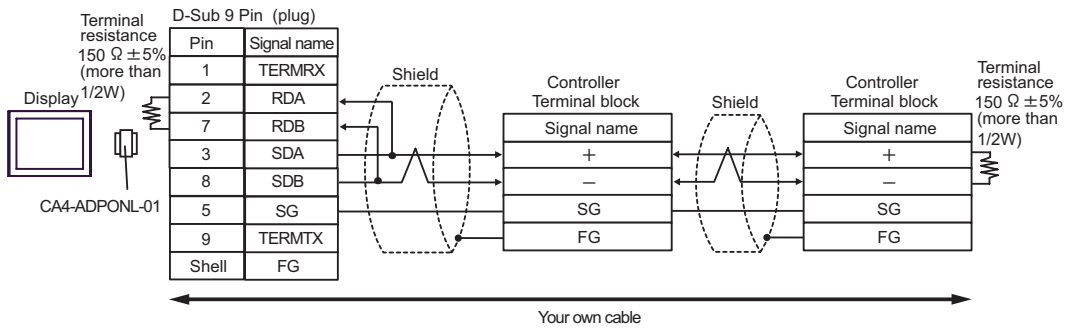 Terminal
resistance
150 Ω ±5%
(more than
1/2W)
Display
CA4-ADPONL-01
D-Sub 9 Pin (plug)
Pin Signal name
1 TERMRX
2 RDA
7 RDB
3 SDA
8 SDB
5 SG
9 TERMTX
Shell FG
Shield
Controller
Terminal block
Signal name
+
−
SG
FG
Shield
Controller
Terminal block
Signal name
+
−
SG
FG
Terminal
resistance
150 Ω ±5%
(more than
1/2W)
Your own cable